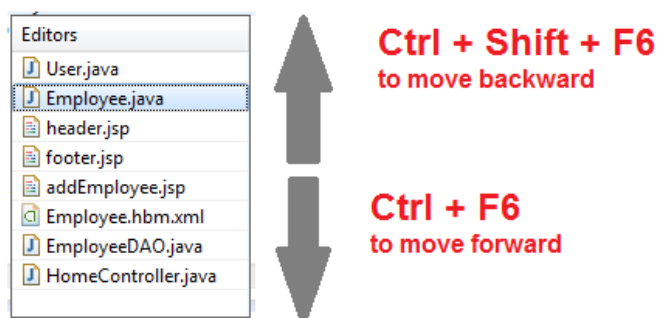 Editors
User.java
Employee.java
header.jsp
footer.jsp
addEmployee.jsp
Employee.hbm.xml
EmployeeDAO.java
HomeController.java
Ctrl + Shift + F6
to move backward
Ctrl + F6
to move forward